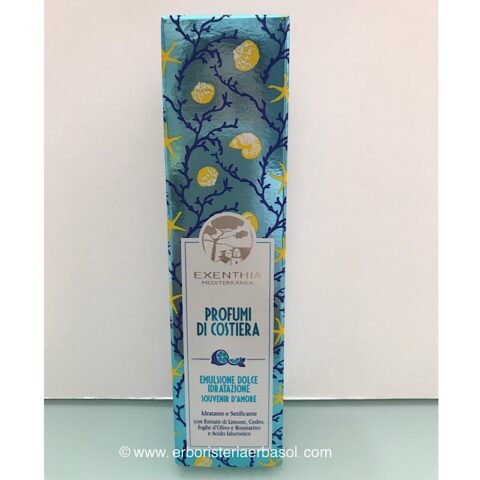 EXENTHIA
MEDITERRANEA
PROFUMI
DI COSTIERA
EMULSIONE DOLCE
IDRATAZIONE
SOUVENIR D'AMORE
Idratante e Setificante
con Estratti di Limone, Cedro,
Foglie d'Olivo e Rosmarino
e Acido Ialuronico
© www.erboristeriaerbasol.com